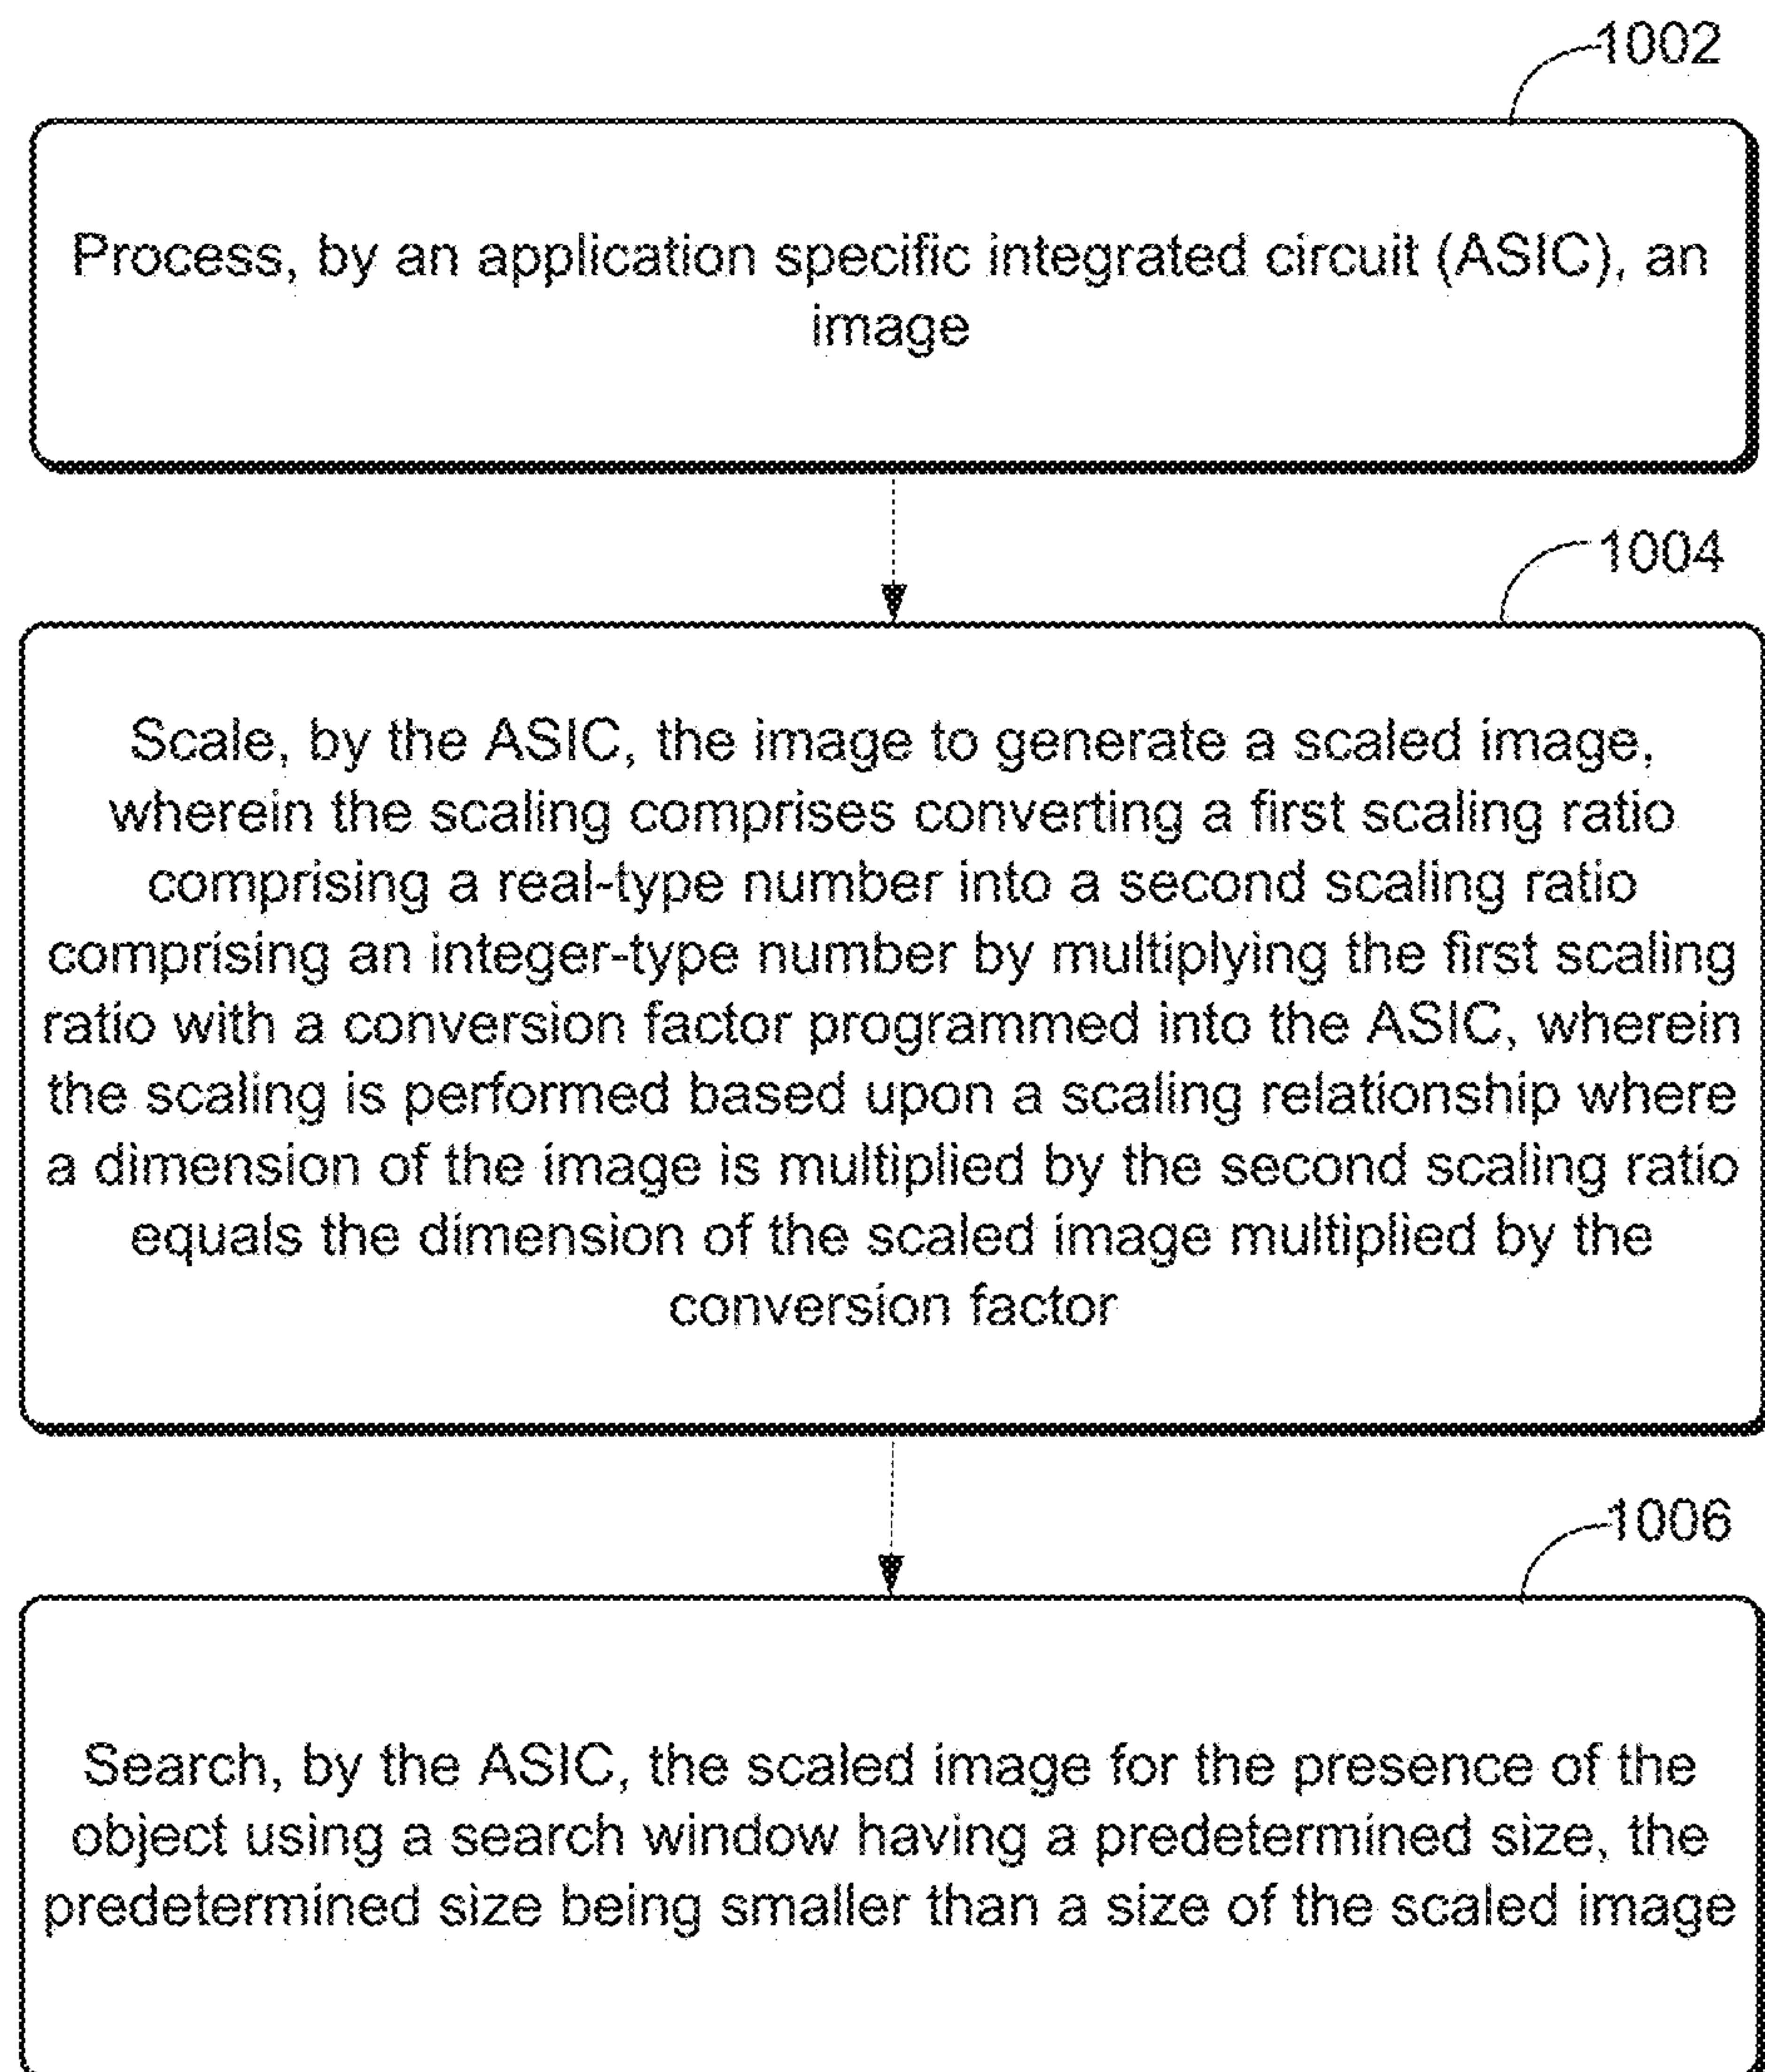 1002
Process, by an application specific integrated circuit (ASIC), an
image
1004
Scale, by the ASIC, the image to generate a scaled image,
wherein the scaling comprises converting a first scaling ratio
comprising a real-type number into a second scaling ratio
comprising an integer-type number by multiplying the first scaling
ratio with a conversion factor programmed into the ASIC, wherein
the scaling is performed based upon a scaling relationship where
a dimension of the image is multiplied by the second scaling ratio
equals the dimension of the scaled image multiplied by the
conversion factor
1006
Search, by the ASIC, the scaled image for the presence of the
object using a search window having a predetermined size, the
predetermined size being smaller than a size of the scaled image